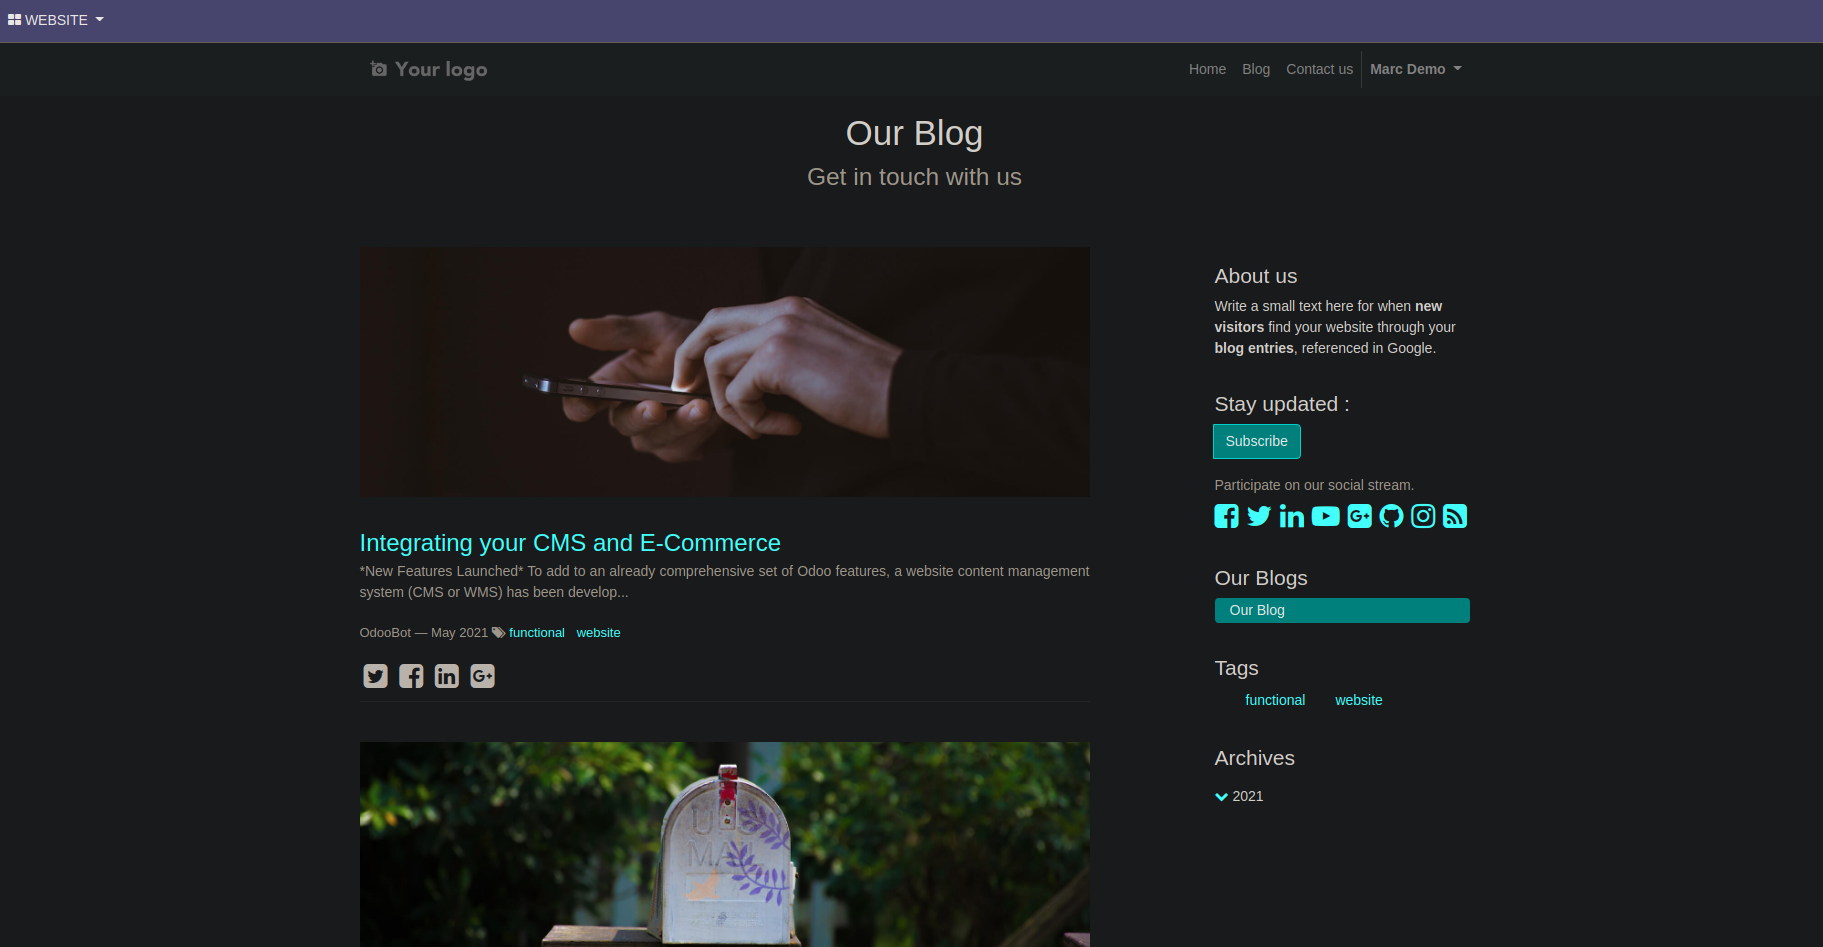 WEBSITE
Your logo
Home Blog Contact us Marc Demo
Our Blog
Get in touch with us
Integrating your CMS and E-Commerce
*New Features Launched* To add to an already comprehensive set of Odoo features, a website content management
system (CMS or WMS) has been develop...
OdooBot — May 2021 functional website
U.S.
MAIL
About us
Write a small text here for when new
visitors find your website through your
blog entries, referenced in Google.
Stay updated :
Subscribe
Participate on our social stream.
Our Blogs
Our Blog
Tags
functional website
Archives
2021